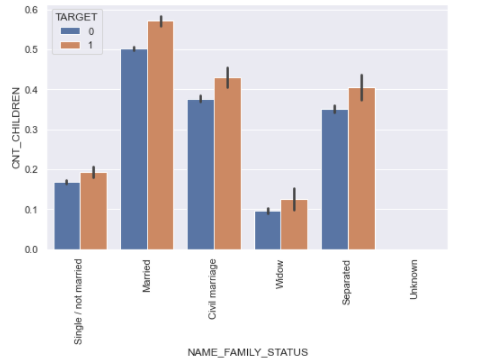 TARGET
0
1
0.6
0.5
0.4
0.3
0.2
0.1
0.0
CNT_CHILDREN
Single / not married
Married
Civil marriage
Widow
Separated
Unknown
NAME_FAMILY_STATUS